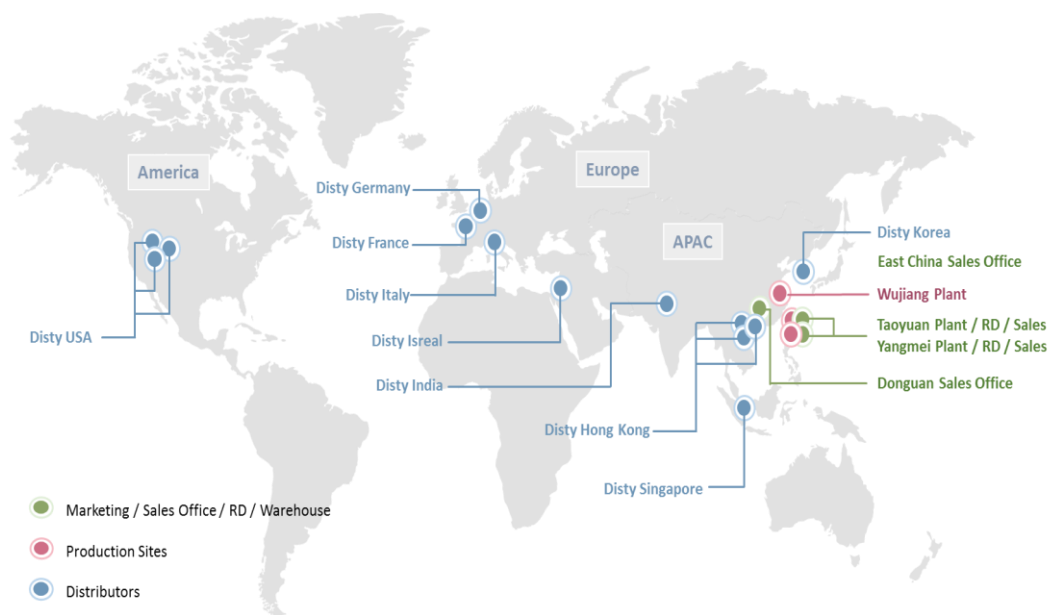 America
Europe
APAC
Disty Germany
Disty France
Disty Italy
Disty Isreal
Disty India
Disty Hong Kong
Disty Singapore
Disty USA
Disty Korea
East China Sales Office
Wujiang Plant
Taoyuan Plant / RD / Sales
Yangmei Plant / RD / Sales
Donguan Sales Office
Marketing / Sales Office / RD / Warehouse
Production Sites
Distributors